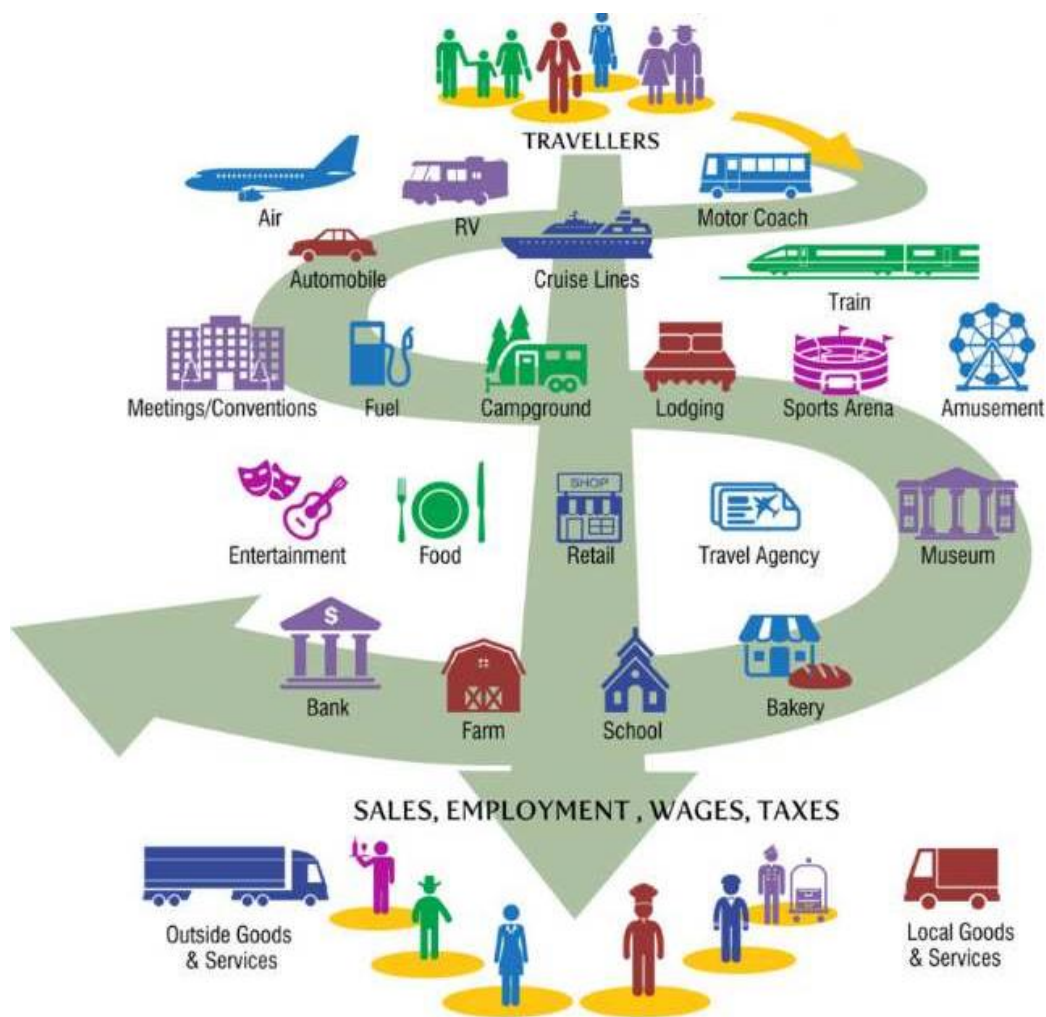 TRAVELLERS
Air
RV
Motor Coach
Automobile
Cruise Lines
Train
Meetings/Conventions
Fuel
Campground
Lodging
Sports Arena
Amusement
SHOP
Entertainment
Food
Retail
Travel Agency
Museum
$
Bank
Farm
School
Bakery
SALES, EMPLOYMENT , WAGES, TAXES
Outside Goods
& Services
Local Goods
& Services